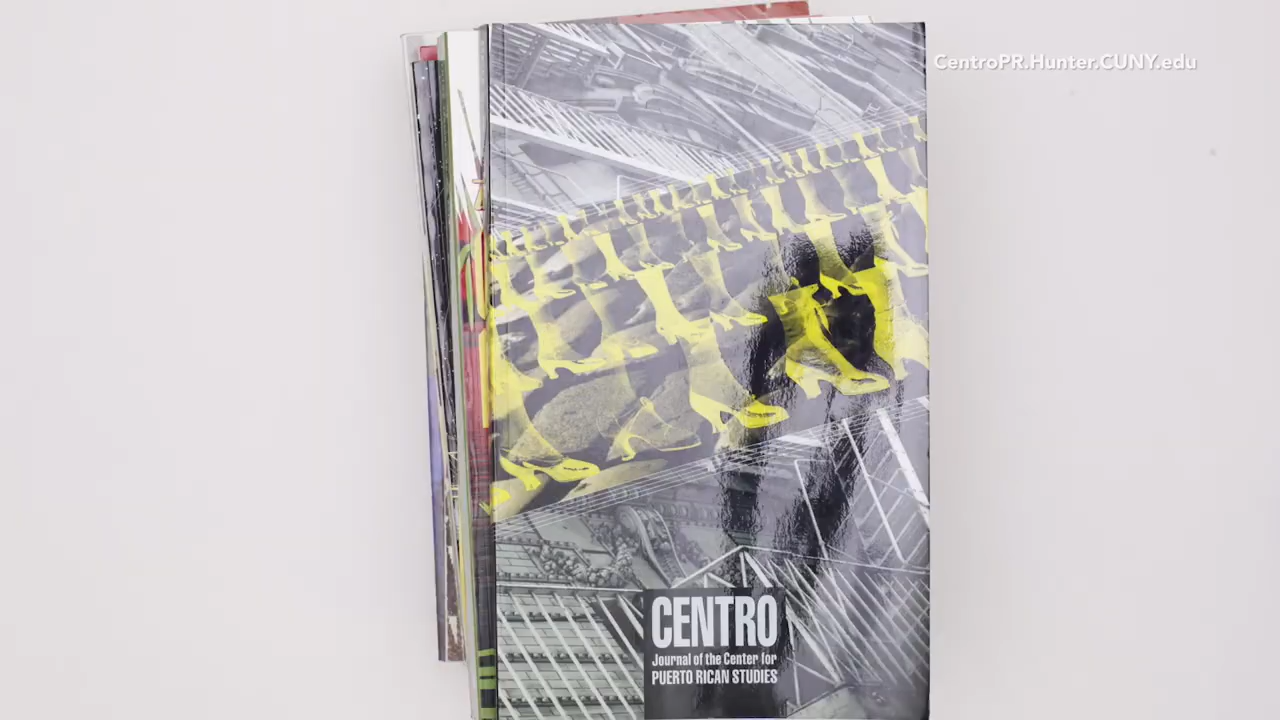 CentroPR.Hunter.CUNY.edu
CENTRO
Journal of the Center for
PUERTO RICAN STUDIES